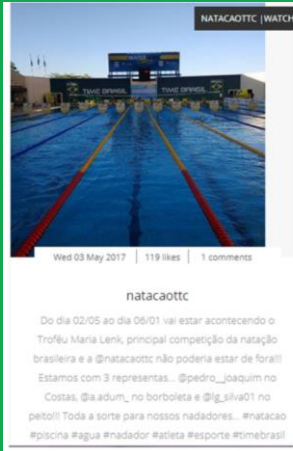 NATACAOTTC | WATCH
TIME BRASIL
TIME BRASIL
Wed 03 May 2017 | 119 likes | 1 comments
natacaottc
Do dia 02/05 ao dia 06/01 vai estar acontecendo o
Troféu Maria Lenk, principal competição da natação
brasileira e a @natacaottc não poderia estar de fora!!!
Estamos com 3 representas... @pedro__joaquim no
Costas, @a.adum_ no borboleta e @lg_silva01 no
peito!!! Toda a sorte para nossos nadadores... #natacao
#piscina #agua #nadador #atleta #esporte #timebrasil